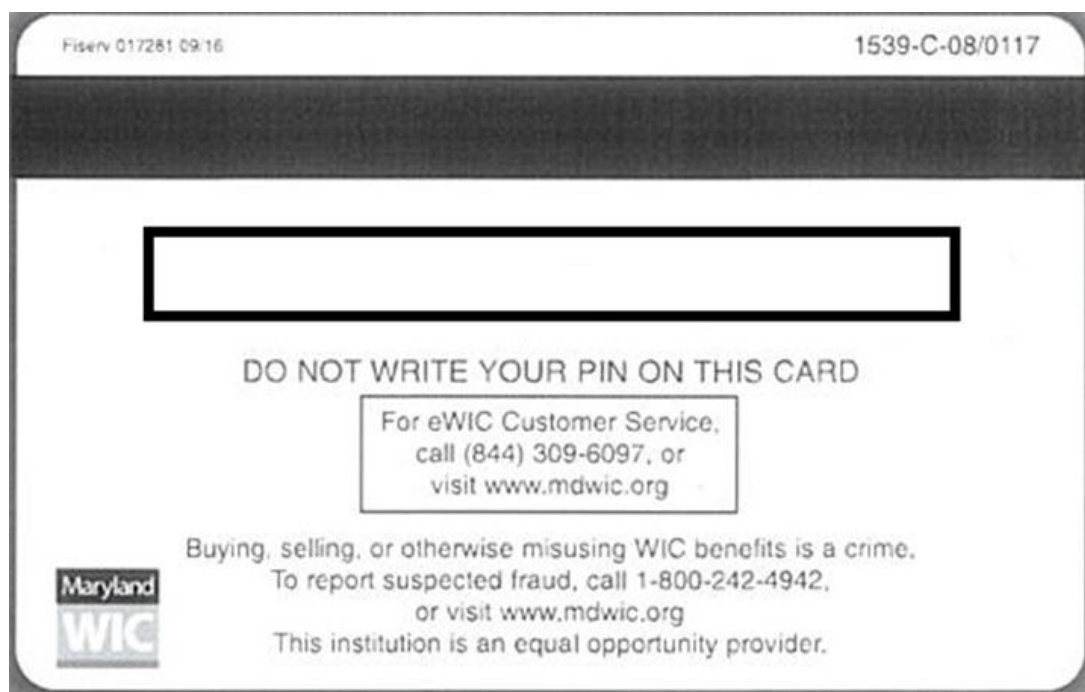 Fiserv 017281 09/16
1539-C-08/0117
DO NOT WRITE YOUR PIN ON THIS CARD
For eWIC Customer Service,
call (844) 309-6097, or
visit www.mdwic.org
Buying, selling, or otherwise misusing WIC benefits is a crime.
To report suspected fraud, call 1-800-242-4942,
or visit www.mdwic.org
This institution is an equal opportunity provider.
Maryland
WIC